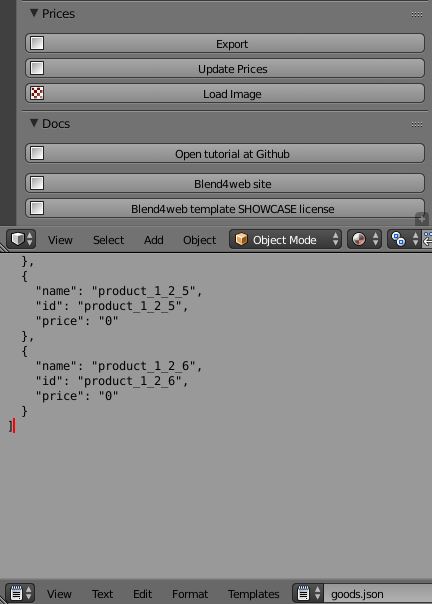 Prices
Export
Update Prices
Load Image
Docs
Open tutorial at Github
Blend4web site
Blend4web template SHOWCASE license
View Select Add Object Object Mode
},
{
"name": "product_1_2_5",
"id": "product_1_2_5",
"price": "0"
},
{
"name": "product_1_2_6",
"id": "product_1_2_6",
"price": "0"
}
]
View Text Edit Format Templates goods.json